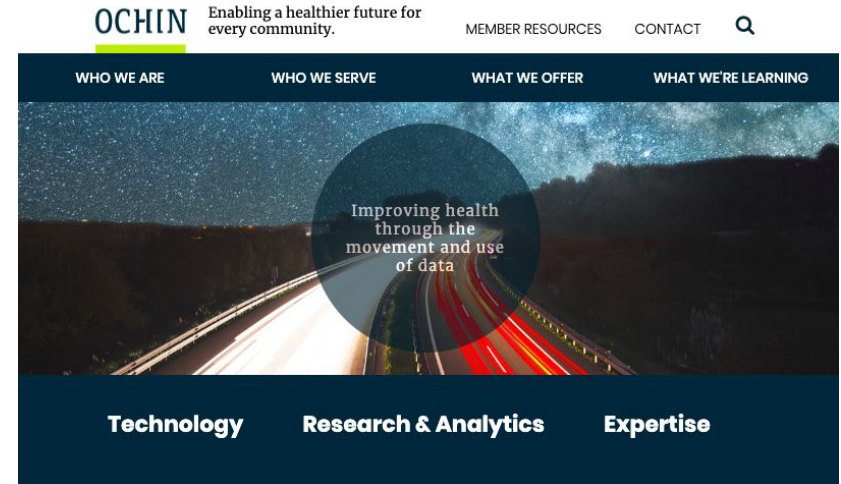 OCHIN
Enabling a healthier future for
every community.
MEMBER RESOURCES
CONTACT
WHO WE ARE
WHO WE SERVE
WHAT WE OFFER
WHAT WE'RE LEARNING
Improving health
through the
movement and use
of data
Technology
Research & Analytics
Expertise